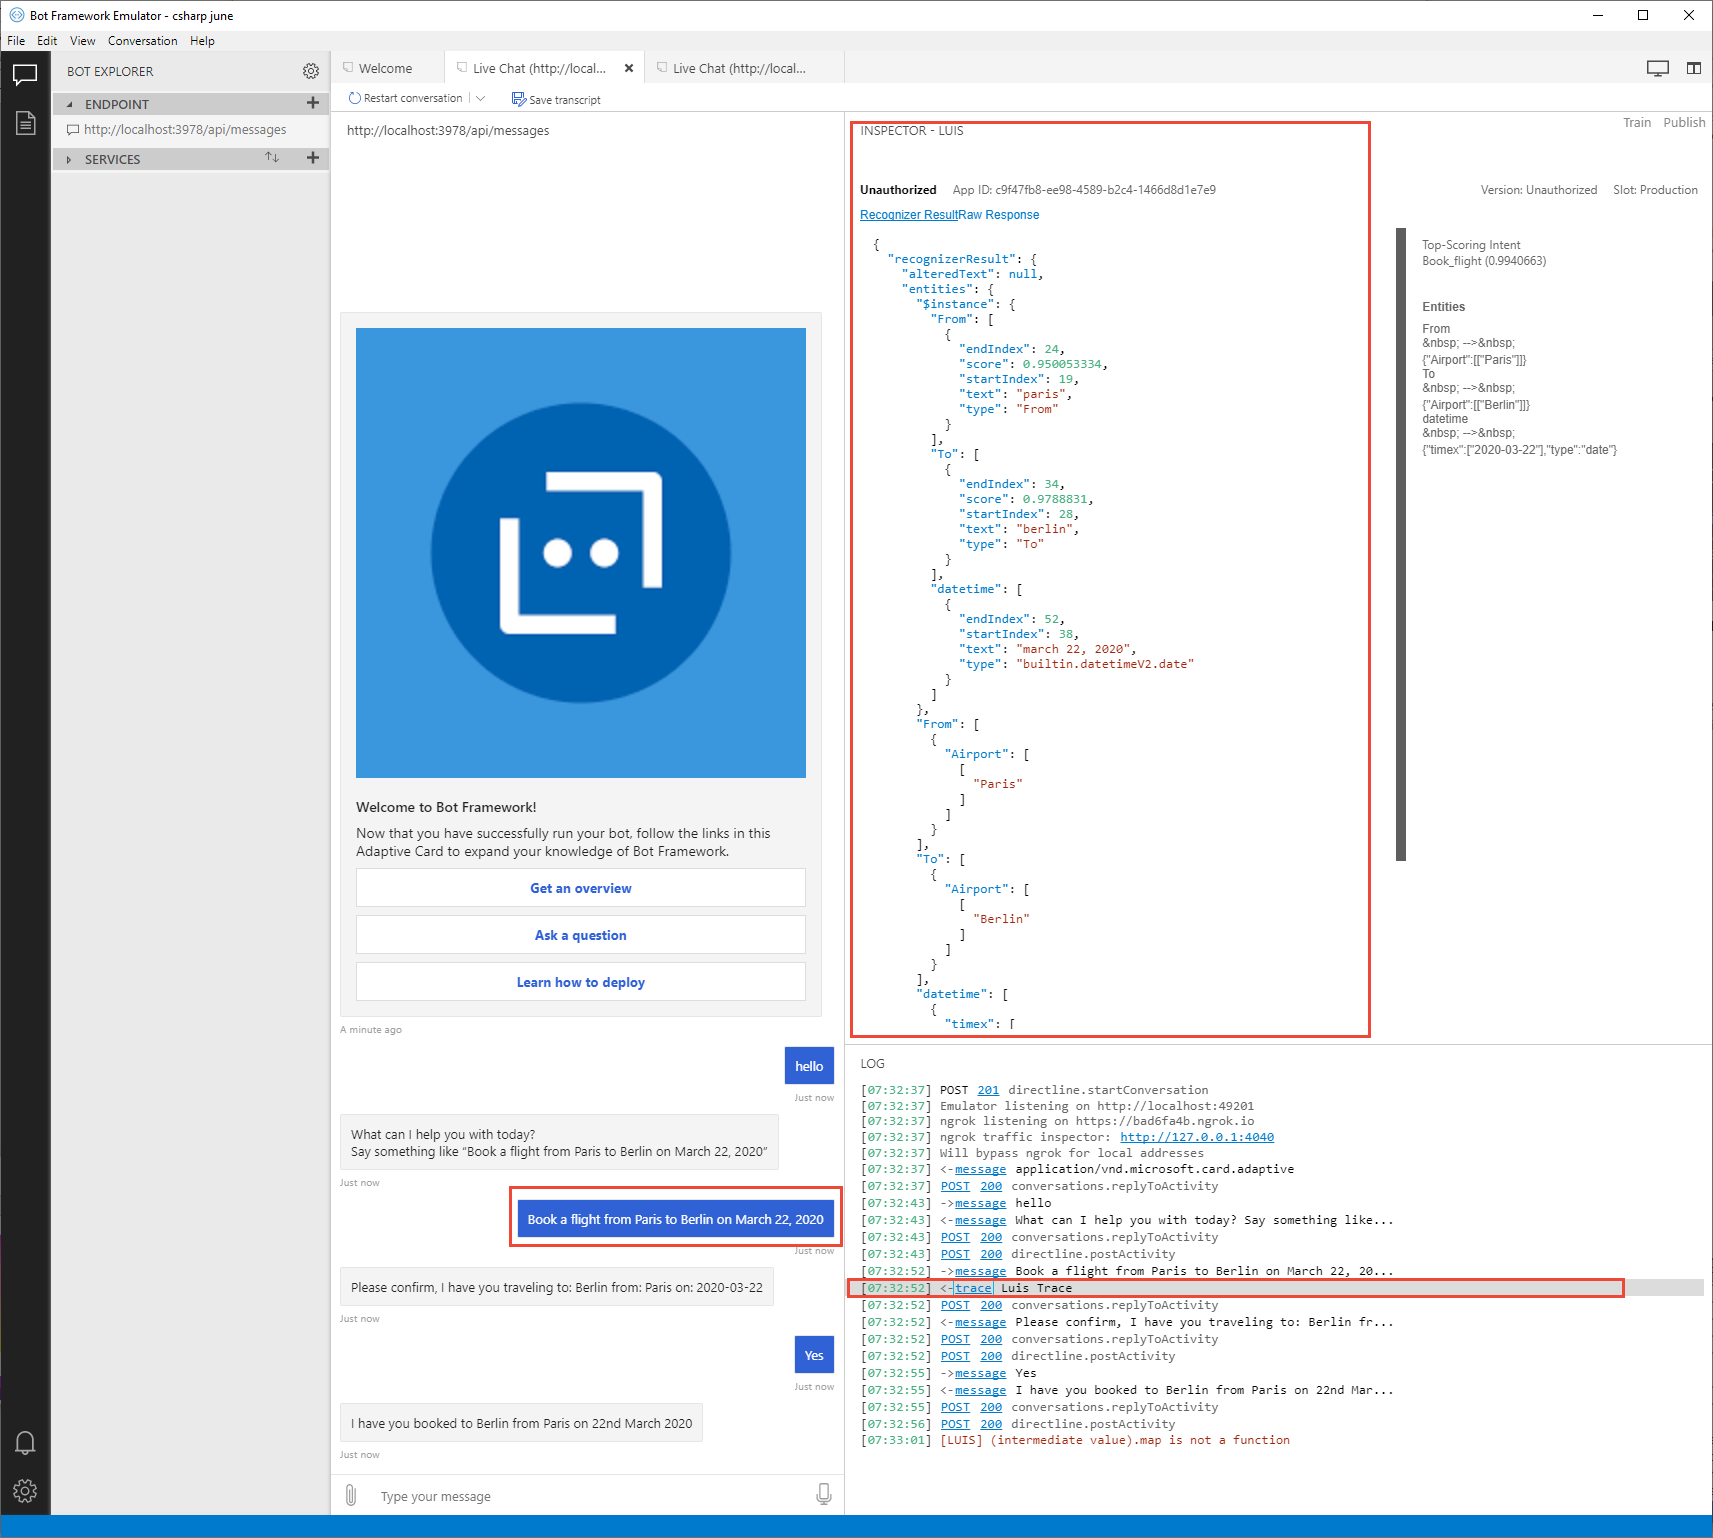 Bot Framework Emulator - csharp june
File Edit View Conversation Help
BOT EXPLORER
ENDPOINT
http://localhost:3978/api/messages
SERVICES
Welcome
Live Chat (http://local...
Live Chat (http://local...
Restart conversation
Save transcript
http://localhost:3978/api/messages
Welcome to Bot Framework!
Now that you have successfully run your bot, follow the links in this
Adaptive Card to expand your knowledge of Bot Framework.
Get an overview
Ask a question
Learn how to deploy
A minute ago
hello
Just now
What can I help you with today?
Say something like “Book a flight from Paris to Berlin on March 22, 2020”
Just now
Book a flight from Paris to Berlin on March 22, 2020
Just now
Please confirm, I have you traveling to: Berlin from: Paris on: 2020-03-22
Just now
Yes
Just now
I have you booked to Berlin from Paris on 22nd March 2020
Just now
Type your message
INSPECTOR - LUIS
Train Publish
Unauthorized App ID: c9f47fb8-ee98-4589-b2c4-1466d8d1e7e9
Version: Unauthorized Slot: Production
Recognizer Result Raw Response
{
"recognizerResult": {
"alteredText": null,
"entities": {
"$instance": {
"From": [
{
"endIndex": 24,
"score": 0.950053334,
"startIndex": 19,
"text": "paris",
"type": "From"
}
],
"To": [
{
"endIndex": 34,
"score": 0.9788831,
"startIndex": 28,
"text": "berlin",
"type": "To"
}
],
"datetime": [
{
"endIndex": 52,
"startIndex": 38,
"text": "march 22, 2020",
"type": "builtin.datetimeV2.date"
}
]
},
"From": [
{
"Airport": [
[
"Paris"
]
]
}
],
"To": [
{
"Airport": [
[
"Berlin"
]
]
}
],
"datetime": [
{
"timex": [
Top-Scoring Intent
Book_flight (0.9940663)
Entities
From
&nbsp; -->&nbsp;
{"Airport":[["Paris"]]}
To
&nbsp; -->&nbsp;
{"Airport":[["Berlin"]]}
datetime
&nbsp; -->&nbsp;
{"timex":["2020-03-22"],"type":"date"}
LOG
[07:32:37] POST 201 directline.startConversation
[07:32:37] Emulator listening on http://localhost:49201
[07:32:37] ngrok listening on https://bad6fa4b.ngrok.io
[07:32:37] ngrok traffic inspector: http://127.0.0.1:4040
[07:32:37] Will bypass ngrok for local addresses
[07:32:37] <-message application/vnd.microsoft.card.adaptive
[07:32:37] POST 200 conversations.replyToActivity
[07:32:43] ->message hello
[07:32:43] <-message What can I help you with today? Say something like...
[07:32:43] POST 200 conversations.replyToActivity
[07:32:43] POST 200 directline.postActivity
[07:32:52] ->message Book a flight from Paris to Berlin on March 22, 20...
[07:32:52] <-trace Luis Trace
[07:32:52] POST 200 conversations.replyToActivity
[07:32:52] <-message Please confirm, I have you traveling to: Berlin fr...
[07:32:52] POST 200 conversations.replyToActivity
[07:32:52] POST 200 directline.postActivity
[07:32:55] ->message Yes
[07:32:55] <-message I have you booked to Berlin from Paris on 22nd Mar...
[07:32:55] POST 200 conversations.replyToActivity
[07:32:56] POST 200 directline.postActivity
[07:33:01] [LUIS] (intermediate value).map is not a function